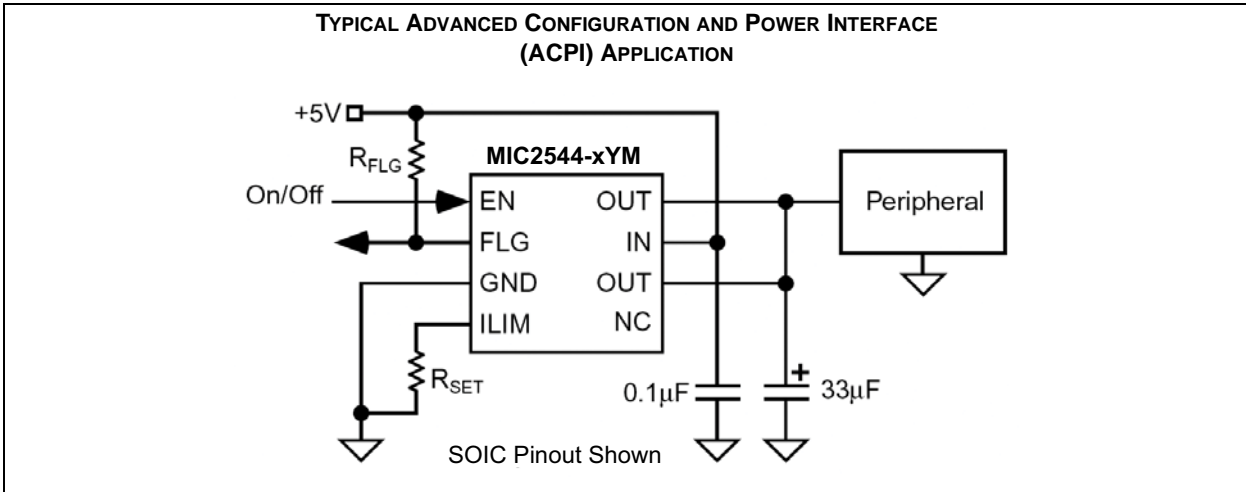 TYPICAL ADVANCED CONFIGURATION AND POWER INTERFACE
(ACPI) APPLICATION
+5V
RFLG
MIC2544-xYM
On/Off
EN
OUT
FLG
IN
GND
OUT
ILIM
NC
Peripheral
RSET
0.1μF
+
33μF
SOIC Pinout Shown